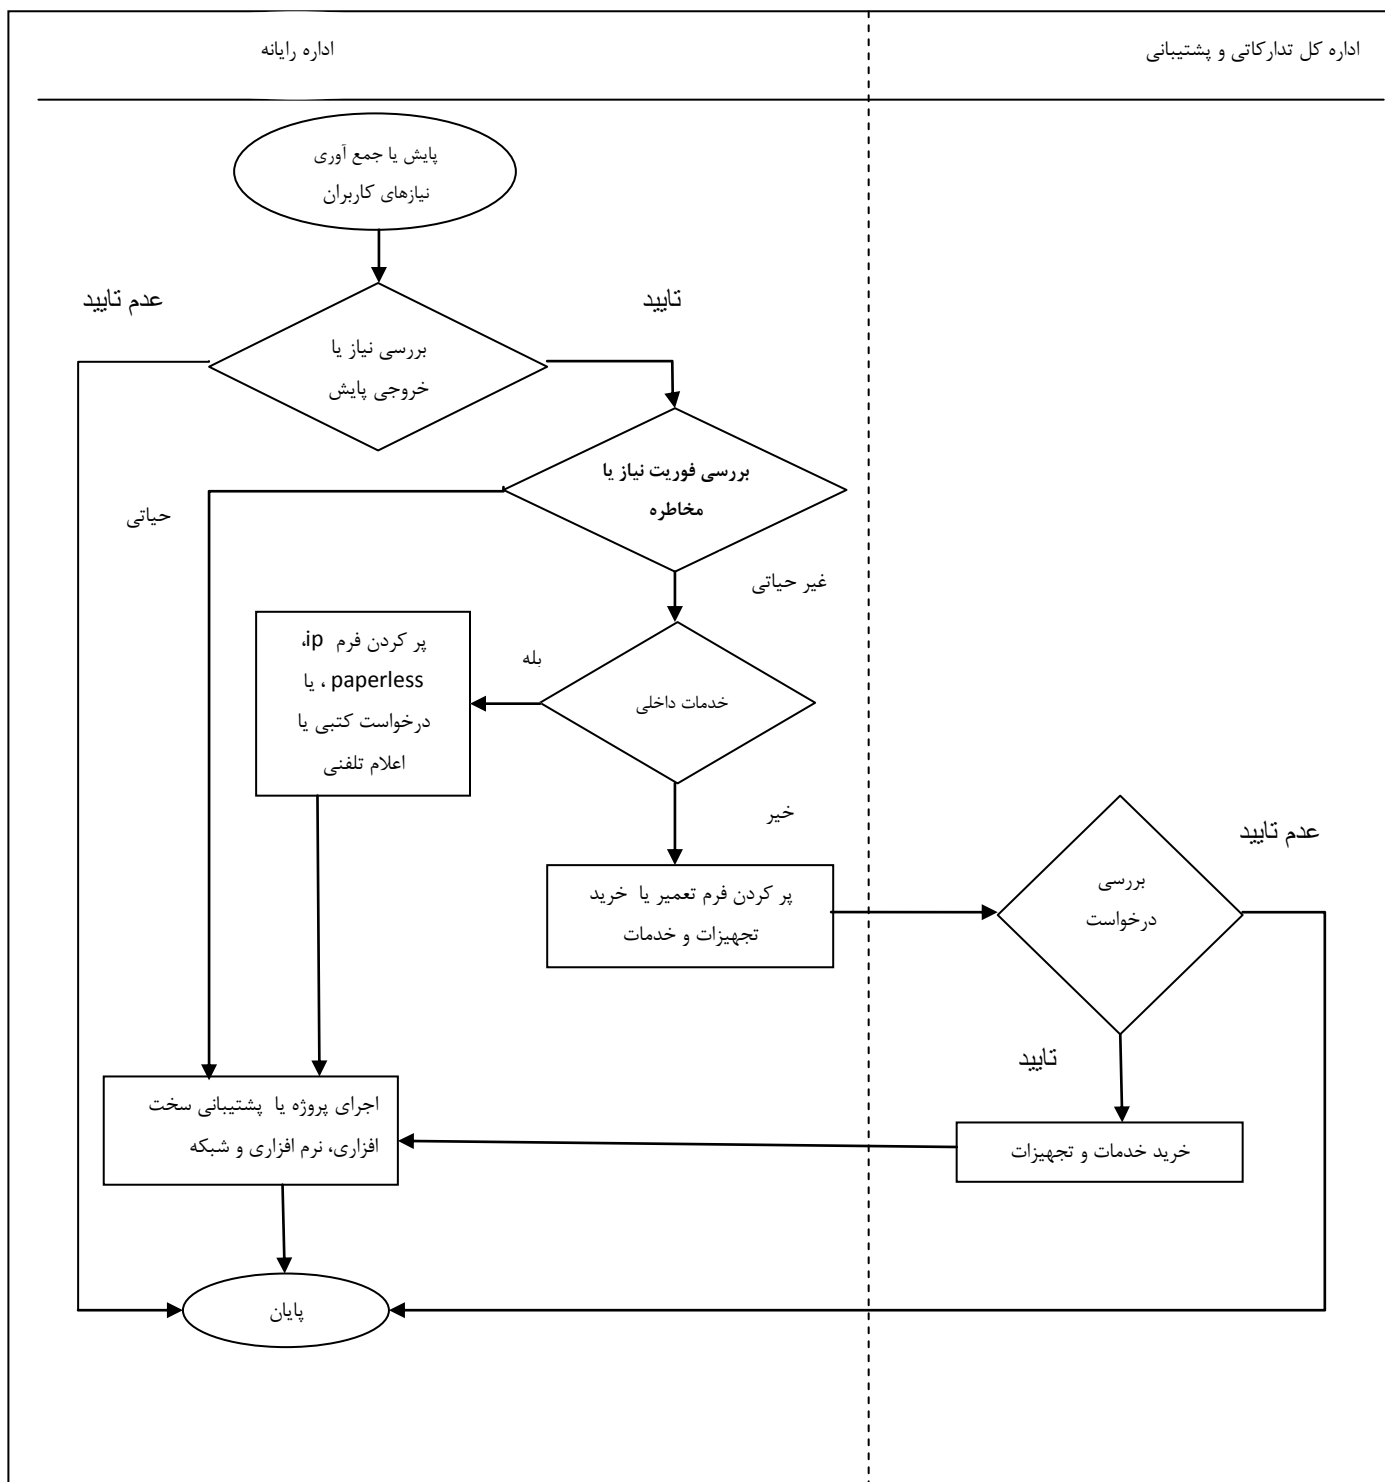 اداره کل تدارکاتی و پشتیبانی
اداره رایانه
پایش یا جمع آوری
نیازهای کاربران
تایید
عدم تایید
بررسی نیاز یا
خروجی پایش
بررسی فوریت نیاز یا
مخاطره
حیاتی
غیر حیاتی
خدمات داخلی
بله
پر کردن فرم ip،
paperless ، یا
درخواست کتبی یا
اعلام تلفنی
خیر
پر کردن فرم تعمیر یا خرید
تجهیزات و خدمات
بررسی
درخواست
عدم تایید
تایید
خرید خدمات و تجهیزات
اجرای پروژه یا پشتیبانی سخت
افزاری، نرم افزاری و شبکه
پایان